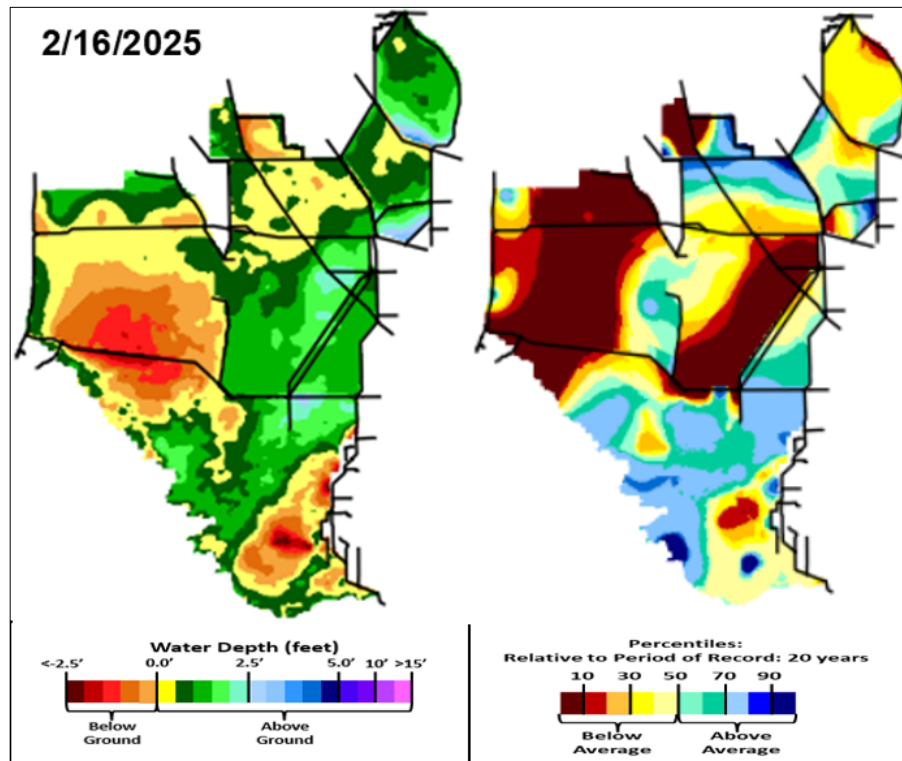 2/16/2025
Water Depth (feet)
<-2.5' 0.0' 2.5' 5.0' 10' >15'
Below
Ground
Above
Ground
Percentiles:
Relative to Period of Record: 20 years
10 30 50 70 90
Below
Average
Above
Average